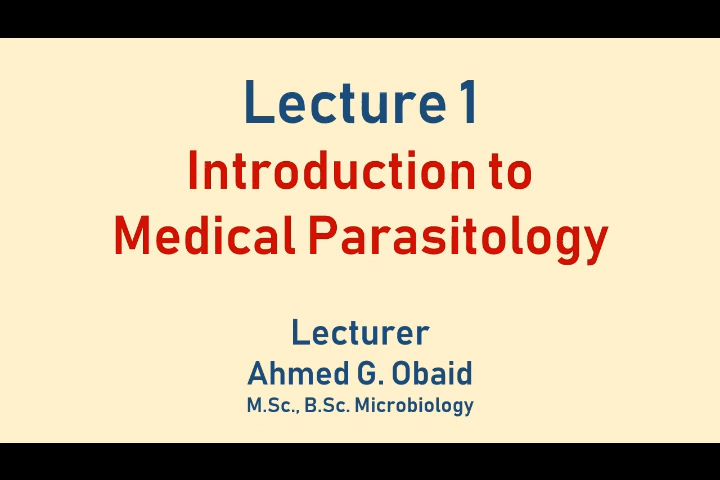 Lecture 1
Introduction to
Medical Parasitology
Lecturer
Ahmed G. Obaid
M.Sc., B.Sc. Microbiology